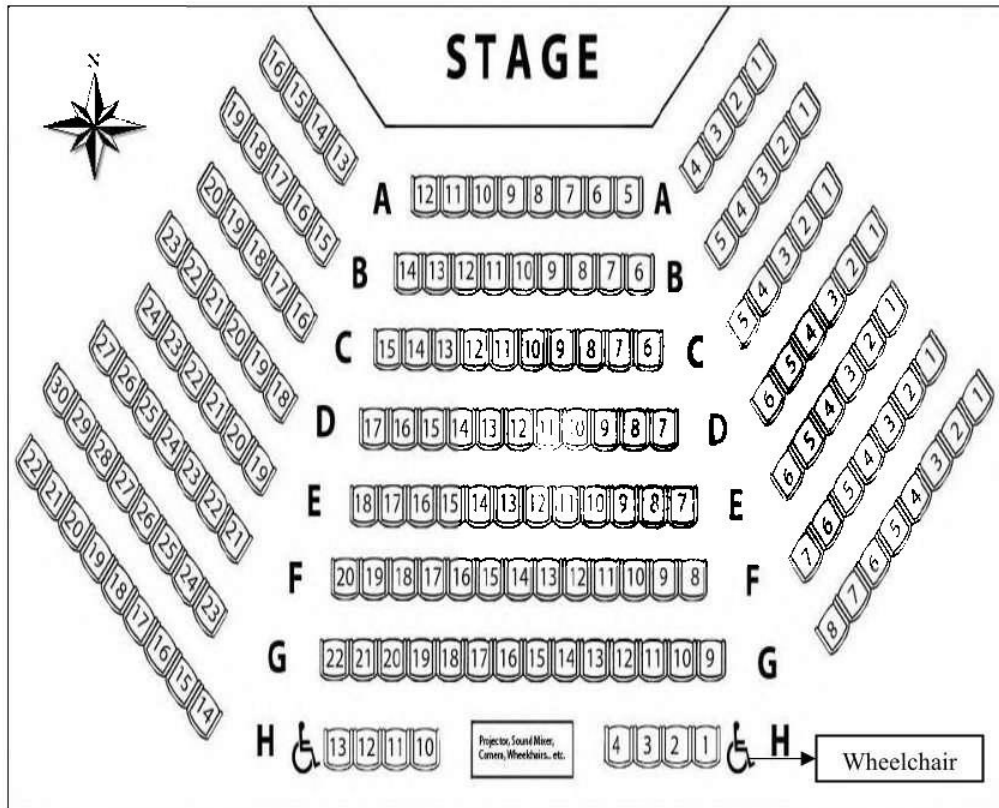 N
STAGE
16 15 14 13
A 12 11 10 9 8 7 6 5 A
4 3 2 1
19 18 17 16 15
B 14 13 12 11 10 9 8 7 6 B
5 4 3 2 1
20 19 18 17 16
C 15 14 13 12 11 10 9 8 7 6 C
5 4 3 2 1
23 22 21 20 19 18
D 17 16 15 14 13 12 11 10 9 8 7 D
6 5 4 3 2 1
24 23 22 21 20 19
E 18 17 16 15 14 13 12 11 10 9 8 7 E
6 5 4 3 2 1
27 26 25 24 23 22 21
F 20 19 18 17 16 15 14 13 12 11 10 9 8 F
7 6 5 4 3 2 1
30 29 28 27 26 25 24 23
G 22 21 20 19 18 17 16 15 14 13 12 11 10 9 G
8 7 6 5 4 3 2 1
22 21 20 19 18 17 16 15 14
H 13 12 11 10
Projector, Sound Mixer,
Camera, Wheelchairs... etc.
4 3 2 1 H
Wheelchair